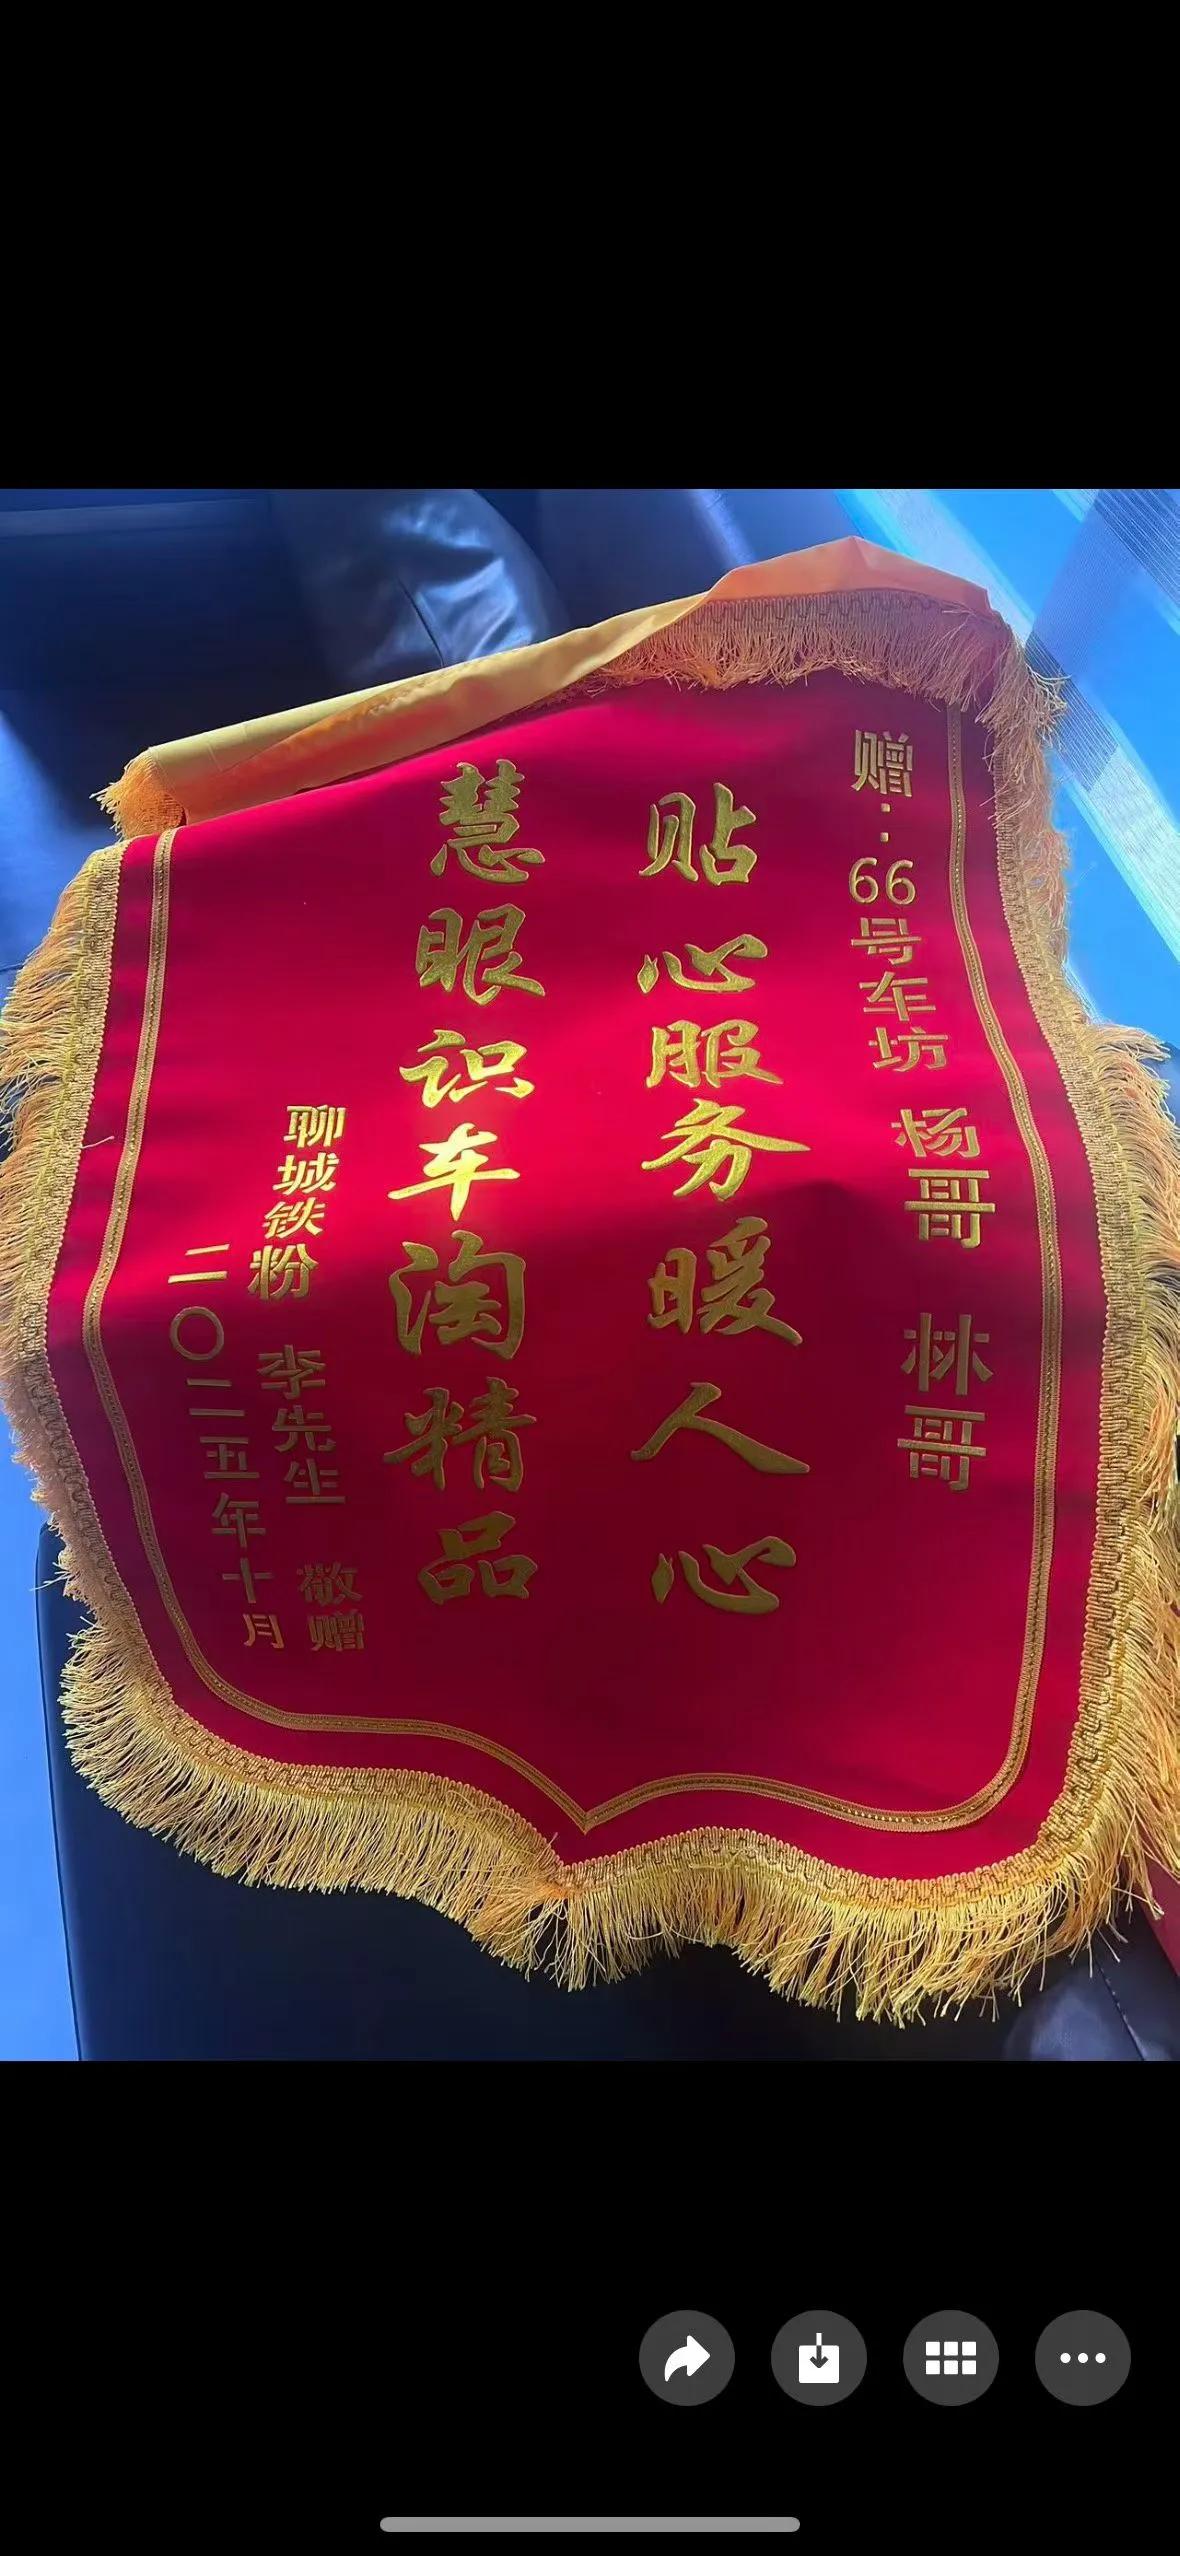 赠：66号车坊 杨哥 林哥
贴心服务暖人心
慧眼识车淘精品
聊城铁粉 李先生 敬赠
二〇二五年十月